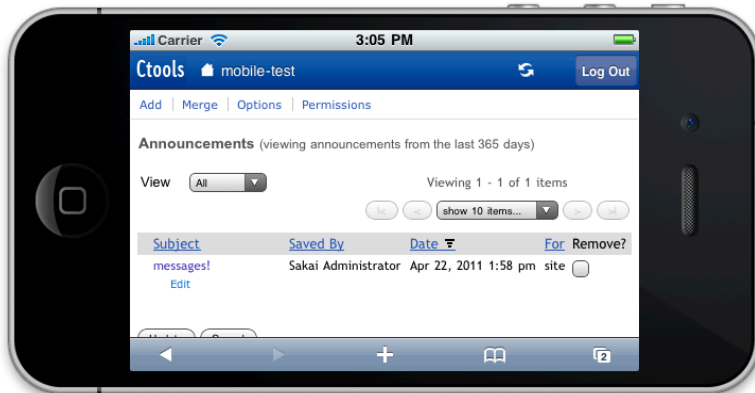 Carrier 3:05 PM
Ctools mobile-test Log Out
Add Merge Options Permissions
Announcements (viewing announcements from the last 365 days)
View All Viewing 1 - 1 of 1 items
|< < show 10 items... > >|
Subject Saved By Date For Remove?
messages! Sakai Administrator Apr 22, 2011 1:58 pm site
Edit
2